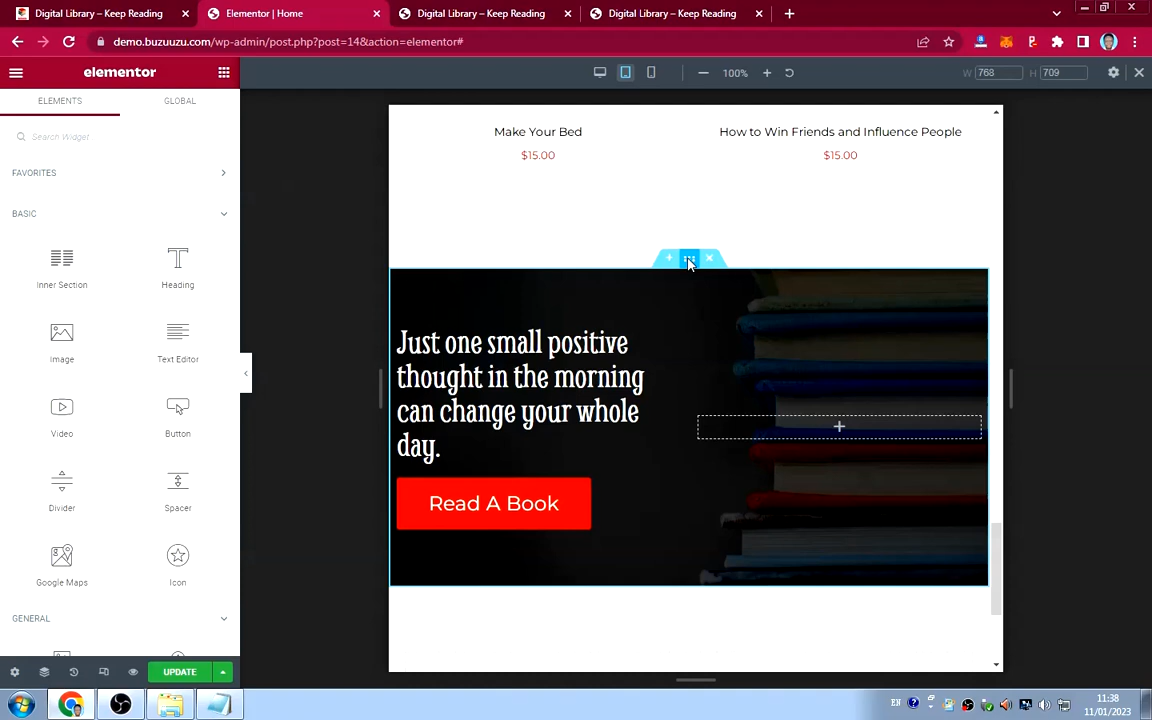 Digital Library – Keep Reading
Elementor | Home
Digital Library – Keep Reading
Digital Library – Keep Reading
demo.buzuuzu.com/wp-admin/post.php?post=14&action=elementor#
elementor
100%
W 768
H 709
ELEMENTS
GLOBAL
Search Widget
FAVORITES
BASIC
Inner Section
Heading
Image
Text Editor
Video
Button
Divider
Spacer
Google Maps
Icon
GENERAL
UPDATE
Make Your Bed
How to Win Friends and Influence People
$15.00
$15.00
Just one small positive
thought in the morning
can change your whole
day.
Read A Book
EN
11:38
11/01/2023